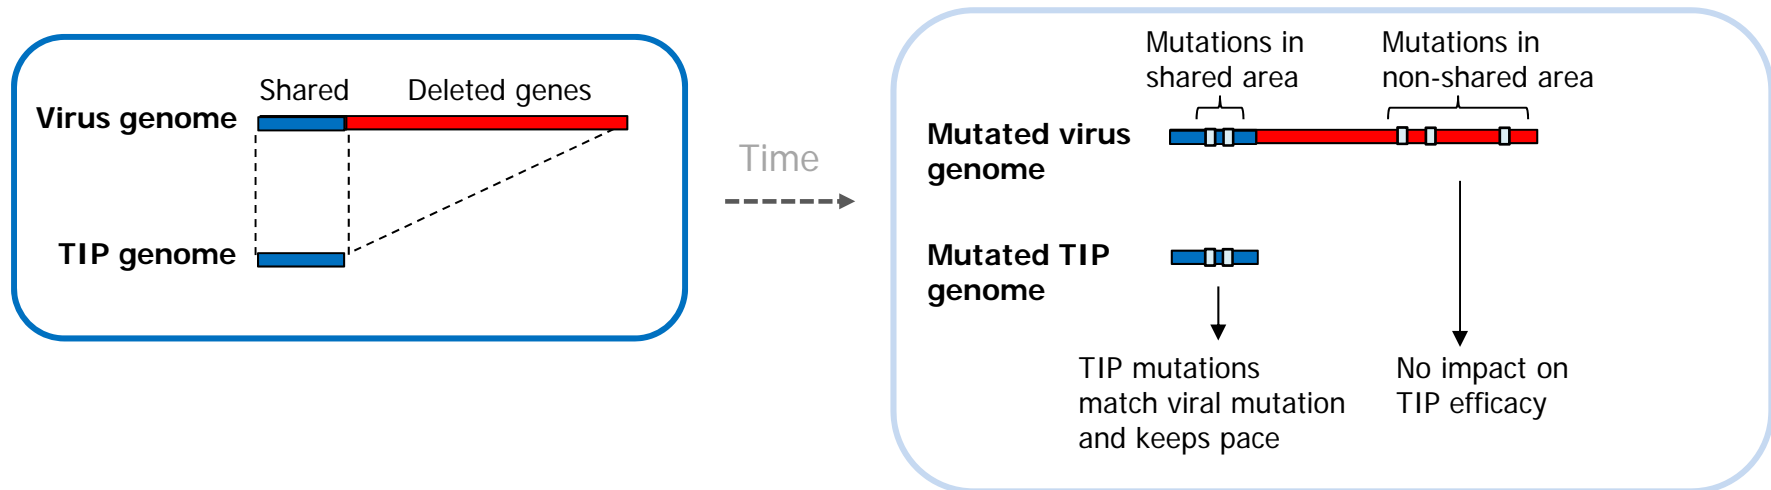 Shared
Deleted genes
Virus genome
TIP genome
Time
Mutations in
shared area
Mutations in
non-shared area
Mutated virus
genome
Mutated TIP
genome
TIP mutations
match viral mutation
and keeps pace
No impact on
TIP efficacy